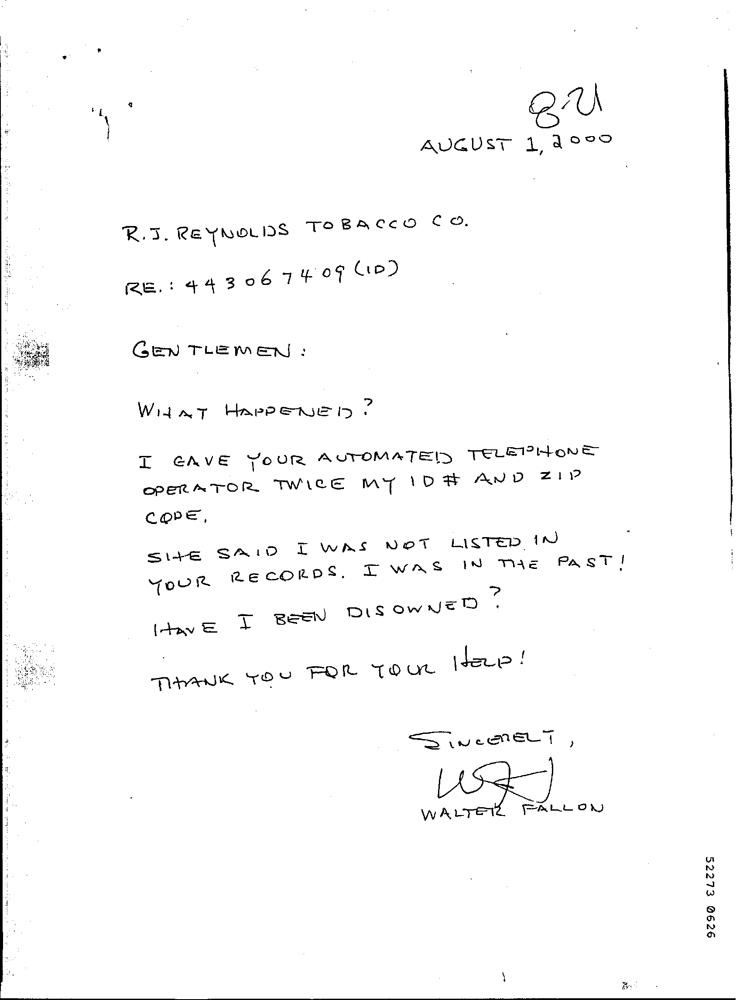 8-21
AUGUST 1, 2000
R.J. REYNOLDS TOBACCO CO.
RE.: 443067409 (ID)
GENTLEMEN:
WHAT HAPPENED?
I GAVE YOUR AUTOMATED TELEPHONE
OPERATOR TWICE MY ID# AND ZIP
CODE.
SHE SAID I WAS NOT LISTED IN
YOUR RECORDS. I WAS IN THE PAST!
HAVE I BEEN DISOWNED?
THANK YOU FOR YOUR HELP!
SINCERELY,
WALTER FALLON
52273 0626